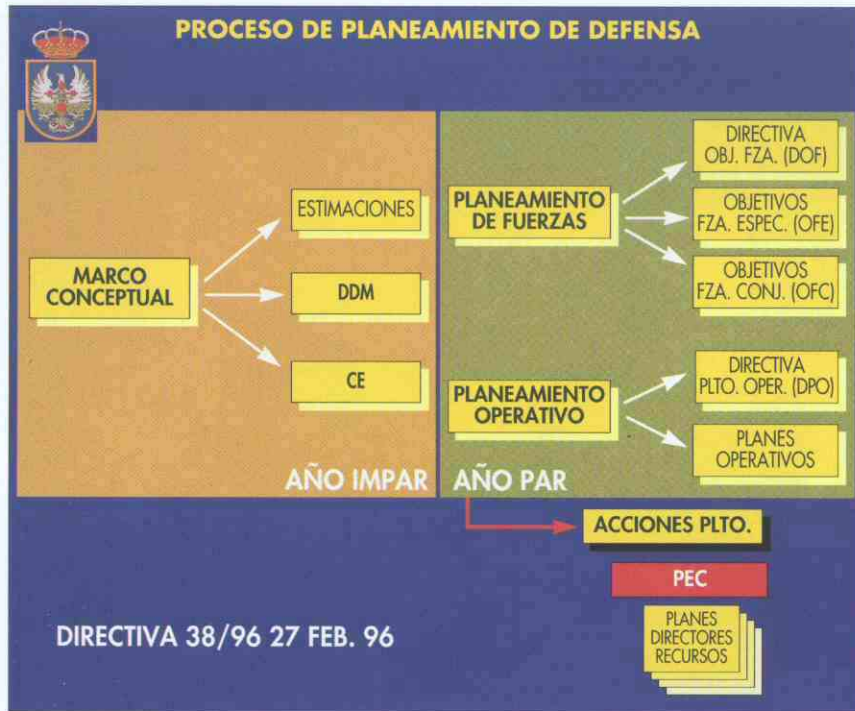 PROCESO DE PLANEAMIENTO DE DEFENSA
MARCO
CONCEPTUAL
ESTIMACIONES
DDM
CE
AÑO IMPAR
PLANEAMIENTO
DE FUERZAS
DIRECTIVA
OBJ. FZA. (DOF)
OBJETIVOS
FZA. ESPEC. (OFE)
OBJETIVOS
FZA. CONJ. (OFC)
PLANEAMIENTO
OPERATIVO
DIRECTIVA
PLTO. OPER. (DPO)
PLANES
OPERATIVOS
AÑO PAR
ACCIONES PLTO.
PEC
PLANES
DIRECTORES
RECURSOS
DIRECTIVA 38/96 27 FEB. 96